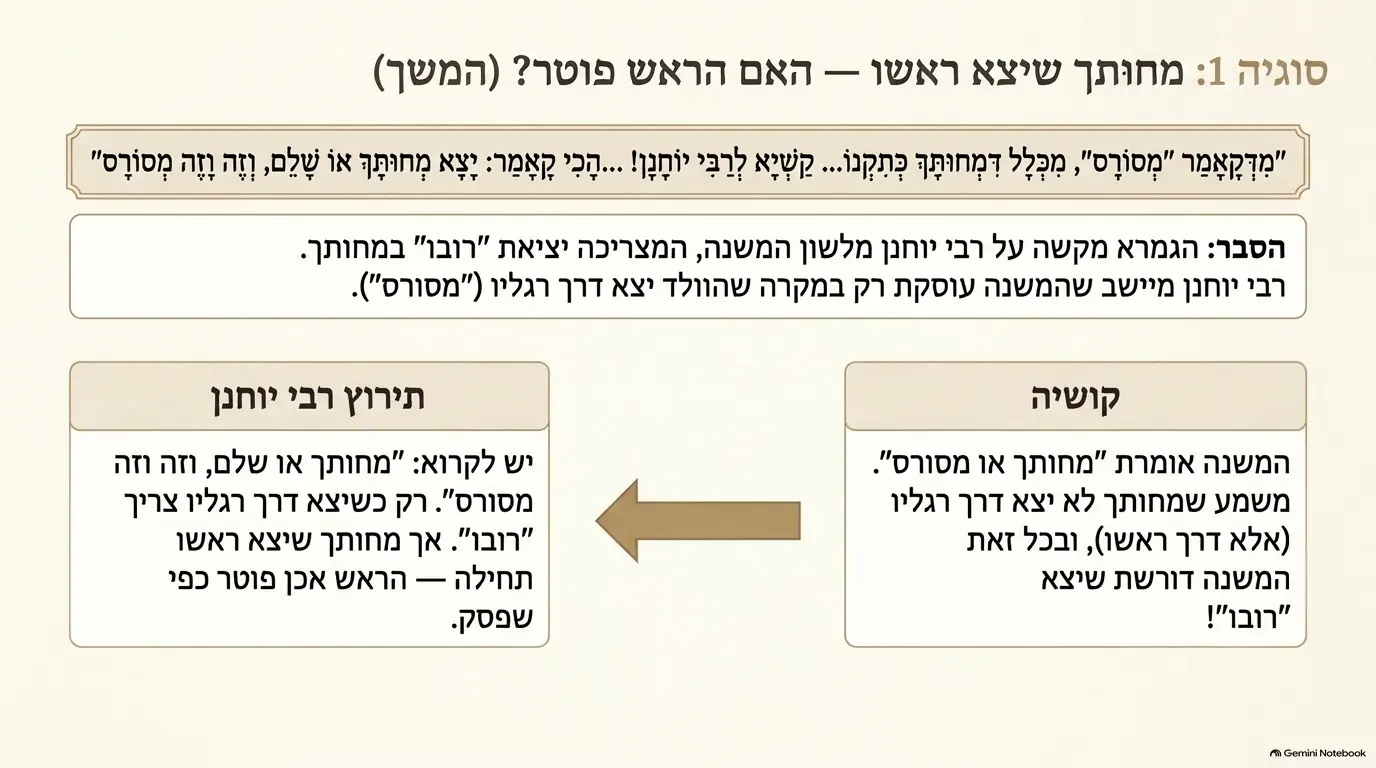 סוגיה 1: מחותך שיצא ראשו — האם הראש פוטר? (המשך)
"מִדְּקָאָמַר "מְסוֹרָס", מִכְּלָל דִּמְחוּתָּךְ כְּתִקְנוֹ... קַשְׁיָא לְרַבִּי יוֹחָנָן! ...הָכִי קָאָמַר: יָצָא מְחוּתָּךְ אוֹ שָׁלֵם, וְזֶה וָזֶה מְסוֹרָס"
הסבר: הגמרא מקשה על רבי יוחנן מלשון המשנה, המצריכה יציאת "רובו" במחותך.
רבי יוחנן מיישב שהמשנה עוסקת רק במקרה שהוולד יצא דרך רגליו ("מסורס").
קושיה
המשנה אומרת "מחותך או מסורס".
משמע שמחותך לא יצא דרך רגליו
(אלא דרך ראשו), ובכל זאת
המשנה דורשת שיצא
"רובו"!
תירוץ רבי יוחנן
יש לקרוא: "מחותך או שלם, וזה וזה
מסורס". רק כשיצא דרך רגליו צריך
"רובו". אך מחותך שיצא ראשו
תחילה — הראש אכן פוטר כפי
שפסק.
Gemini Notebook